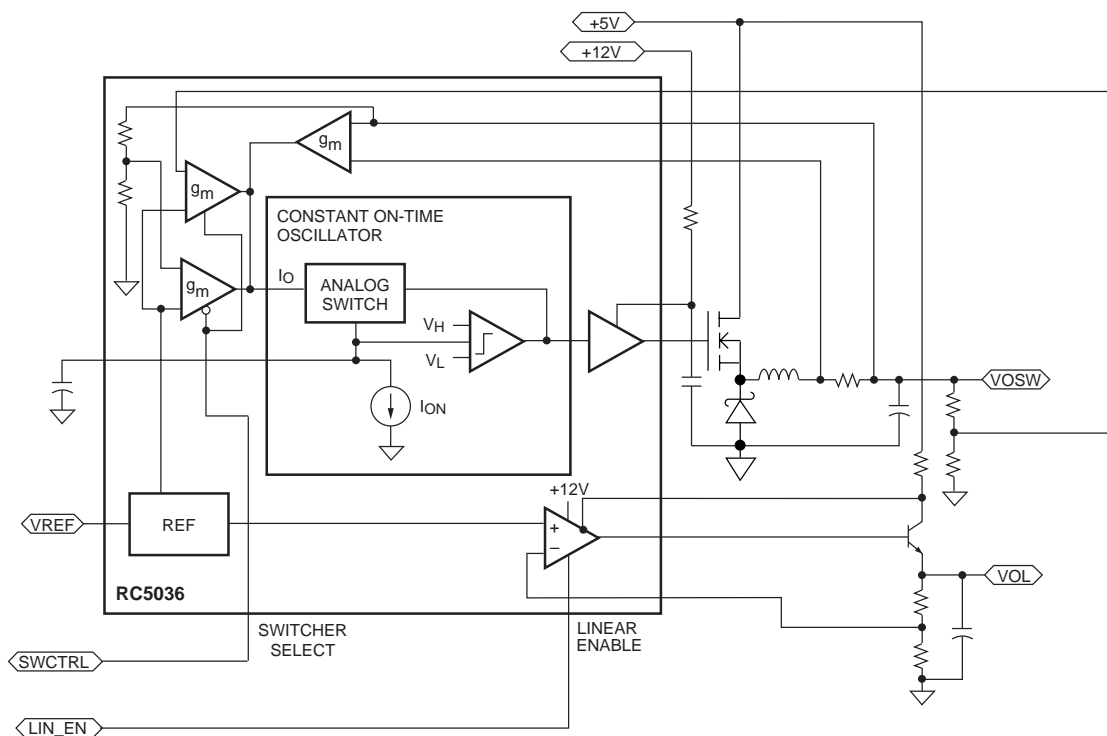 +5V
+12V
gm
gm
CONSTANT ON-TIME
OSCILLATOR
gm
IO
ANALOG
SWITCH
VH
VL
ION
VOSW
+12V
VREF
REF
+
–
VOL
RC5036
SWITCHER
SELECT
LINEAR
ENABLE
SWCTRL
LIN_EN